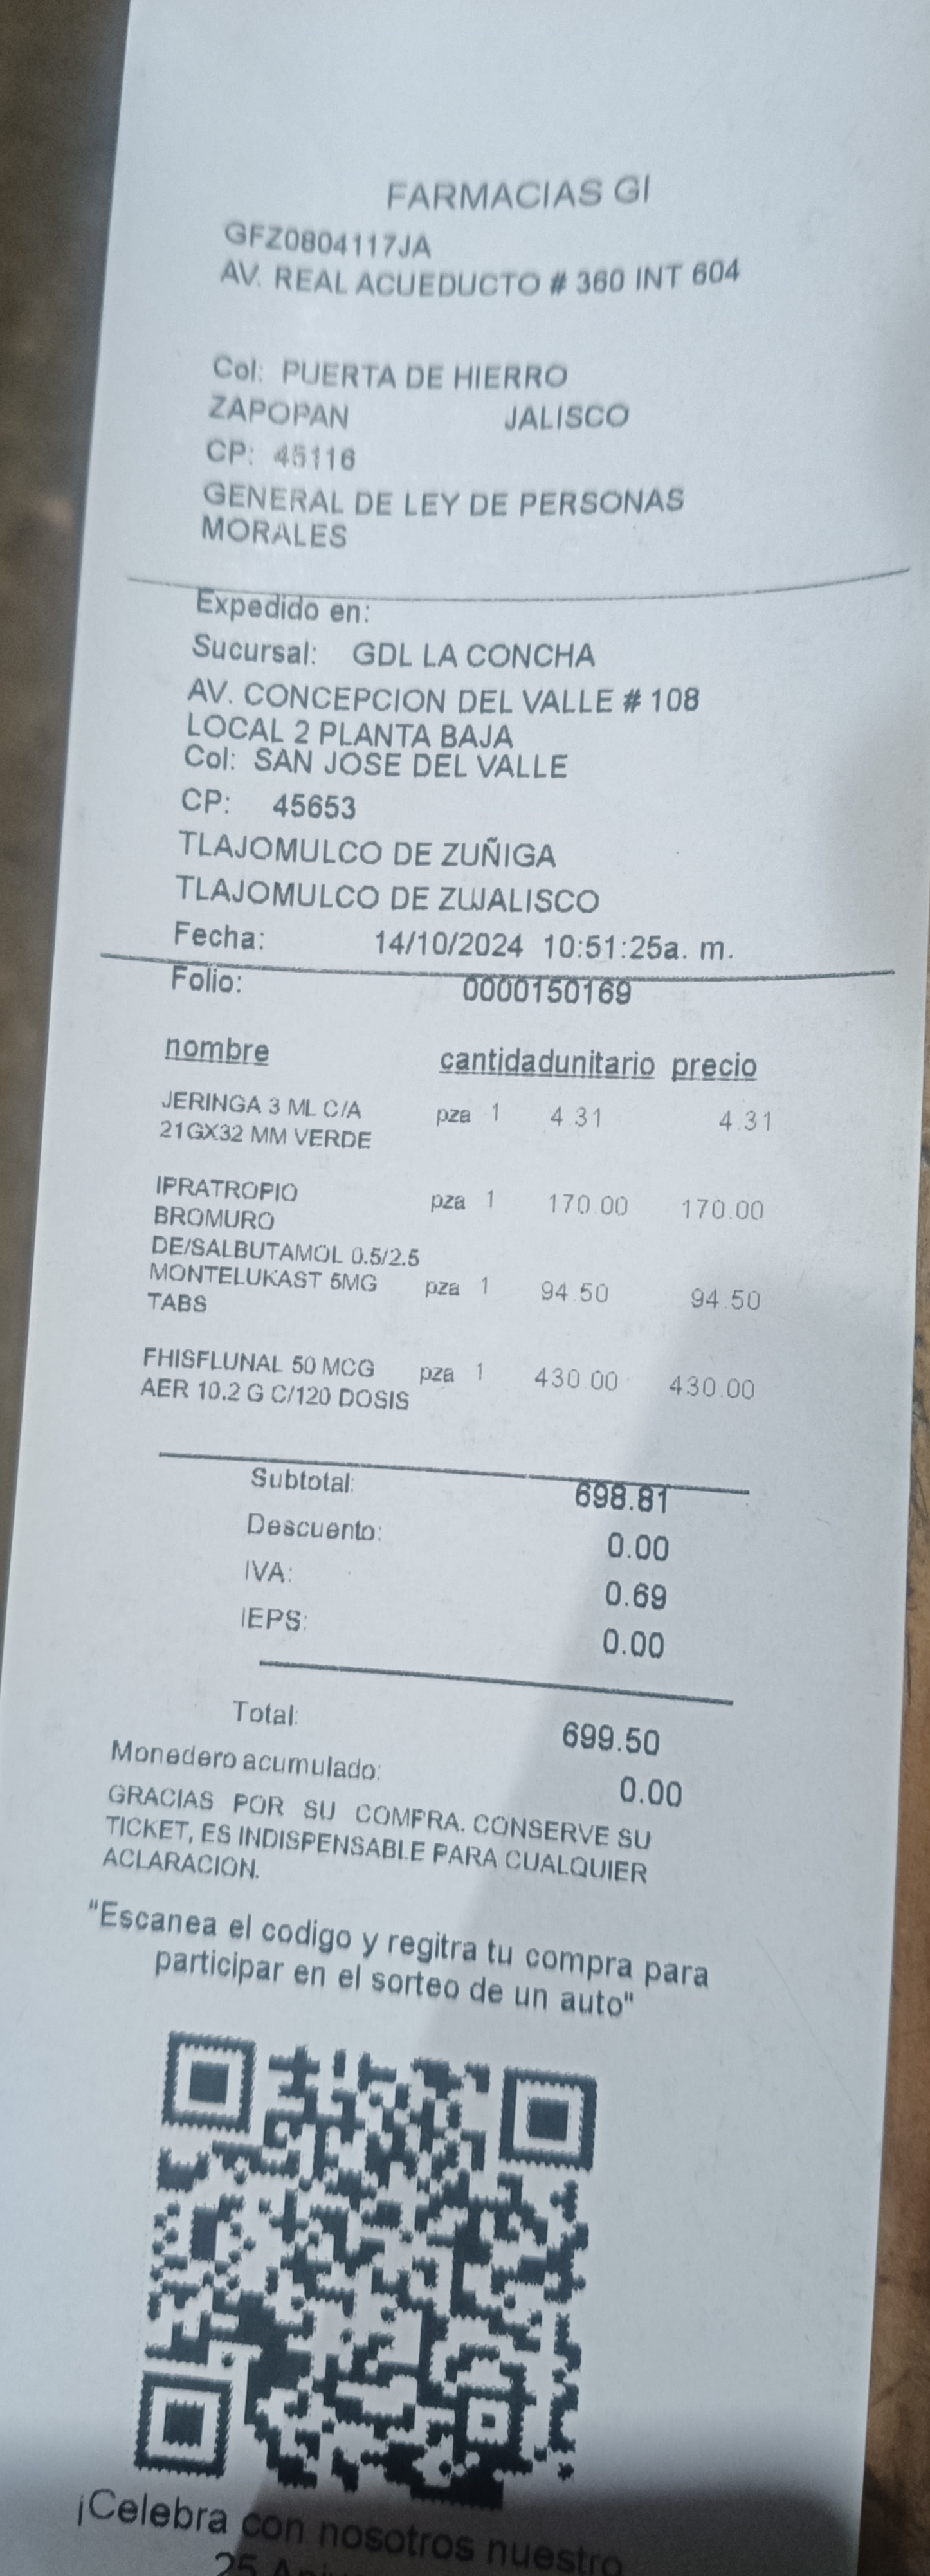 FARMACIAS GI
GFZ0804117JA
AV. REAL ACUEDUCTO # 360 INT 604
Col: PUERTA DE HIERRO
ZAPOPAN JALISCO
CP: 45116
GENERAL DE LEY DE PERSONAS
MORALES
Expedido en:
Sucursal: GDL LA CONCHA
AV. CONCEPCION DEL VALLE # 108
LOCAL 2 PLANTA BAJA
Col: SAN JOSE DEL VALLE
CP: 45653
TLAJOMULCO DE ZUÑIGA
TLAJOMULCO DE ZUJALISCO
Fecha: 14/10/2024 10:51:25a. m.
Folio: 0000150169
nombre cantidadunitario precio
JERINGA 3 ML C/A pza 1 4.31 4.31
21GX32 MM VERDE
IPRATROPIO pza 1 170.00 170.00
BROMURO
DE/SALBUTAMOL 0.5/2.5
MONTELUKAST 5MG pza 1 94.50 94.50
TABS
FHISFLUNAL 50 MCG pza 1 430.00 430.00
AER 10.2 G C/120 DOSIS
Subtotal: 698.81
Descuento: 0.00
IVA: 0.69
IEPS: 0.00
Total: 699.50
Monedero acumulado: 0.00
GRACIAS POR SU COMPRA. CONSERVE SU
TICKET, ES INDISPENSABLE PARA CUALQUIER
ACLARACION.
"Escanea el codigo y regitra tu compra para
participar en el sorteo de un auto"
¡Celebra con nosotros nuestro
25